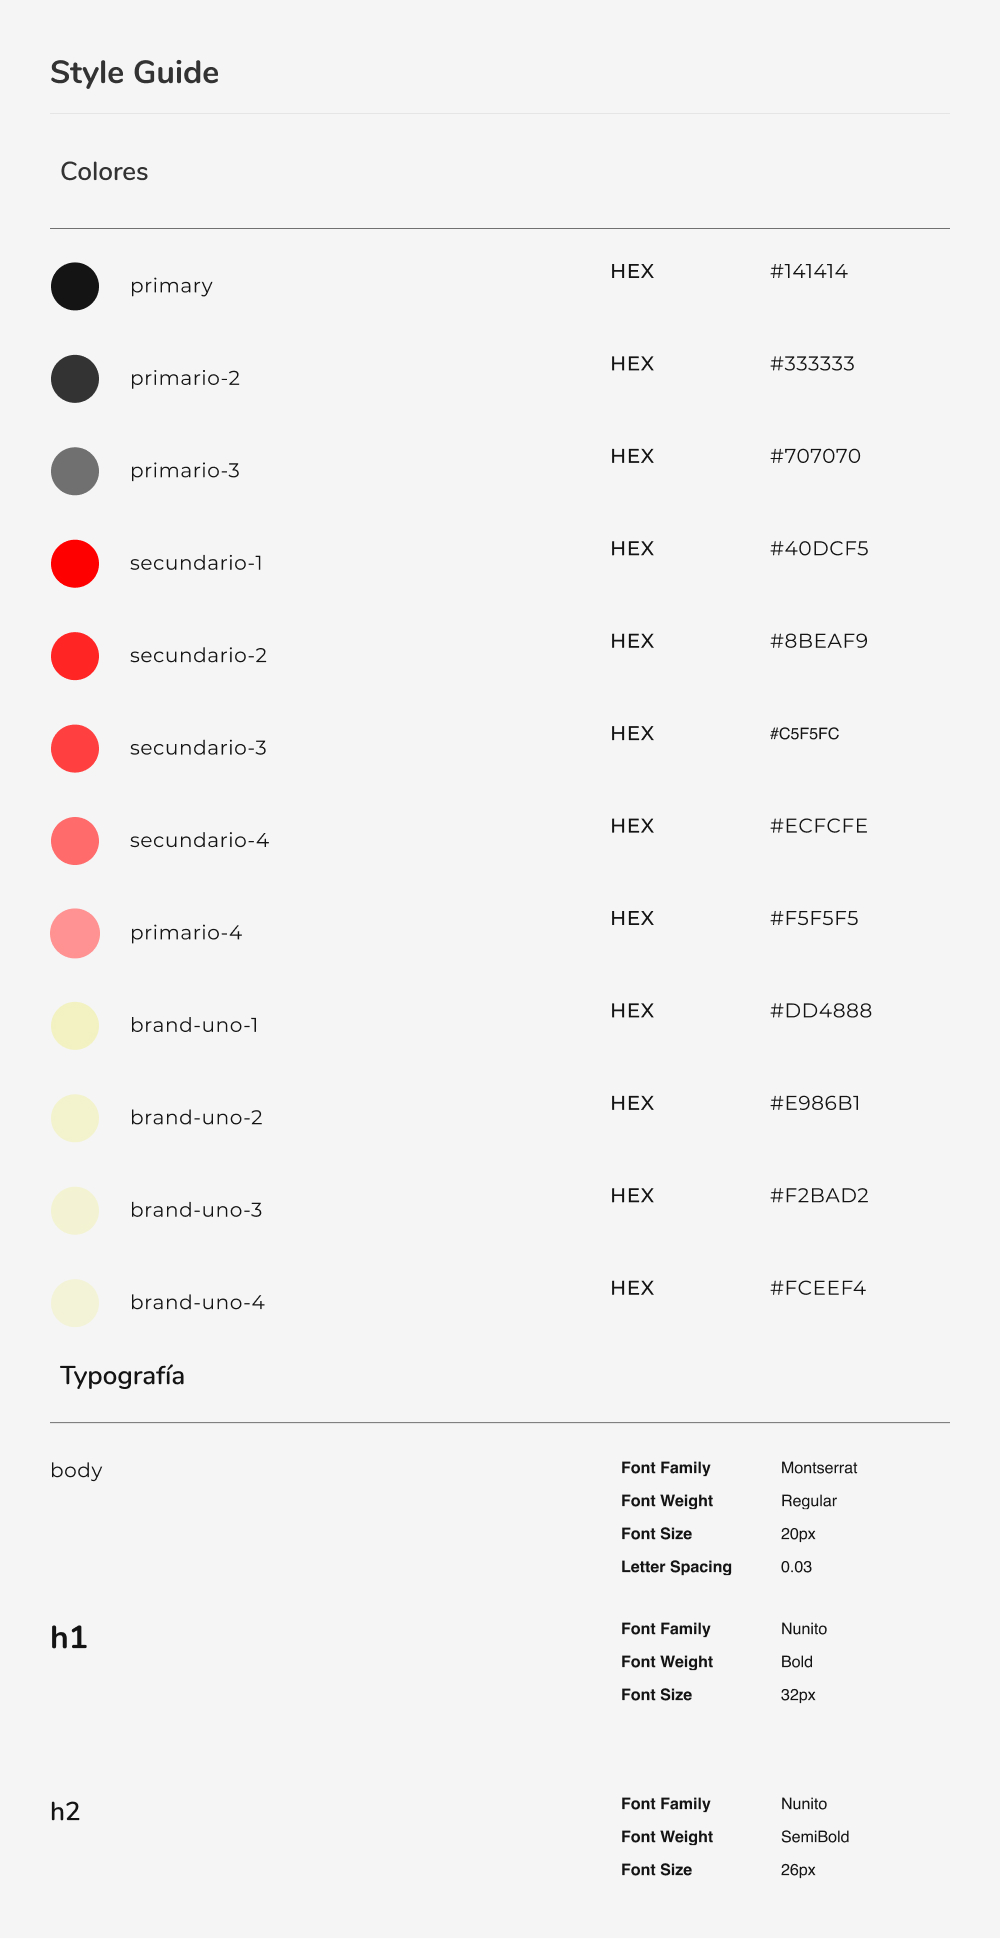 Style Guide
Colores
primary HEX #141414
primario-2 HEX #333333
primario-3 HEX #707070
secundario-1 HEX #40DCF5
secundario-2 HEX #8BEAF9
secundario-3 HEX #C5F5FC
secundario-4 HEX #ECFCFE
primario-4 HEX #F5F5F5
brand-uno-1 HEX #DD4888
brand-uno-2 HEX #E986B1
brand-uno-3 HEX #F2BAD2
brand-uno-4 HEX #FCEEF4
Typografía
body Font Family Montserrat
Font Weight Regular
Font Size 20px
Letter Spacing 0.03
h1 Font Family Nunito
Font Weight Bold
Font Size 32px
h2 Font Family Nunito
Font Weight SemiBold
Font Size 26px